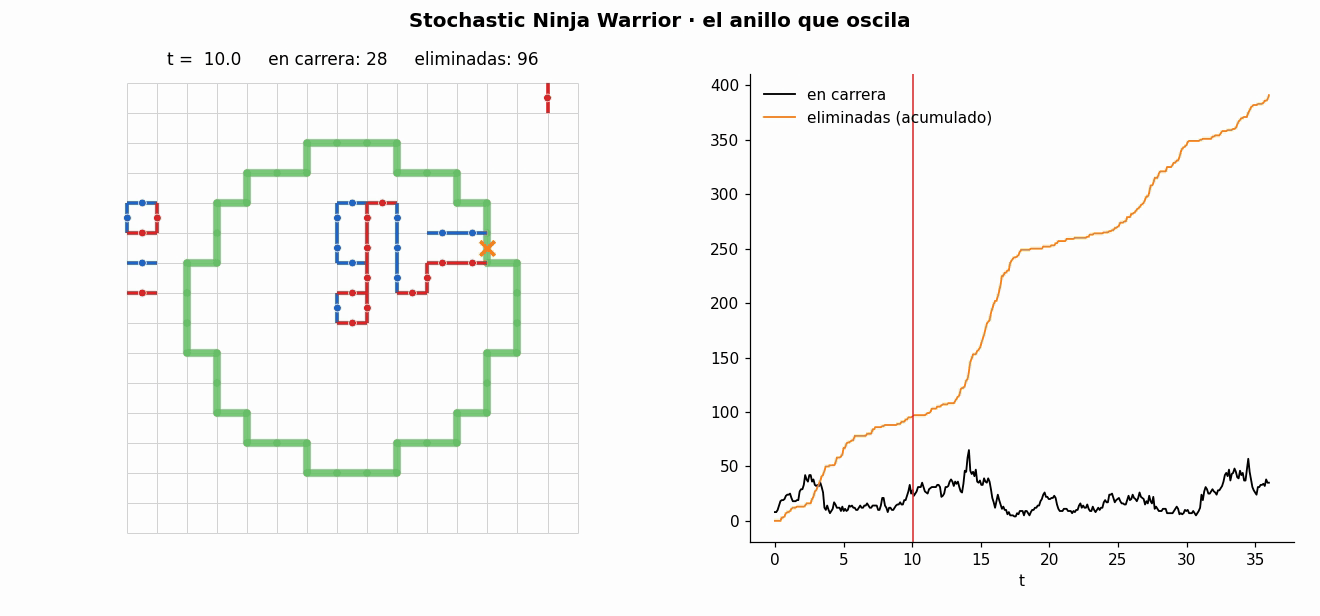 Stochastic Ninja Warrior · el anillo que oscila
t =  10.0     en carrera: 28     eliminadas: 96
en carrera
eliminadas (acumulado)
400
350
300
250
200
150
100
50
0
0 5 10 15 20 25 30 35
t